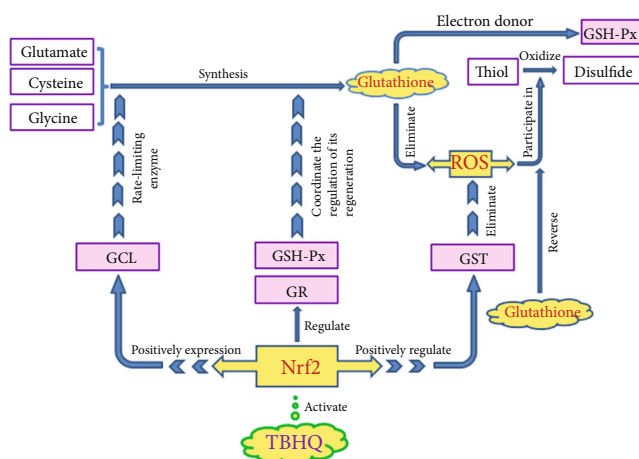 Electron donor
GSH-Px
Glutamate
Cysteine
Glycine
Synthesis
Glutathione
Thiol
Oxidize
Disulfide
Eliminate
ROS
Participate in
Rate-limiting
enzyme
Coordinate the
regulation of its
regeneration
Eliminate
Reverse
GCL
GSH-Px
GR
GST
Glutathione
Regulate
Positively expression
Nrf2
Positively regulate
Activate
TBHQ